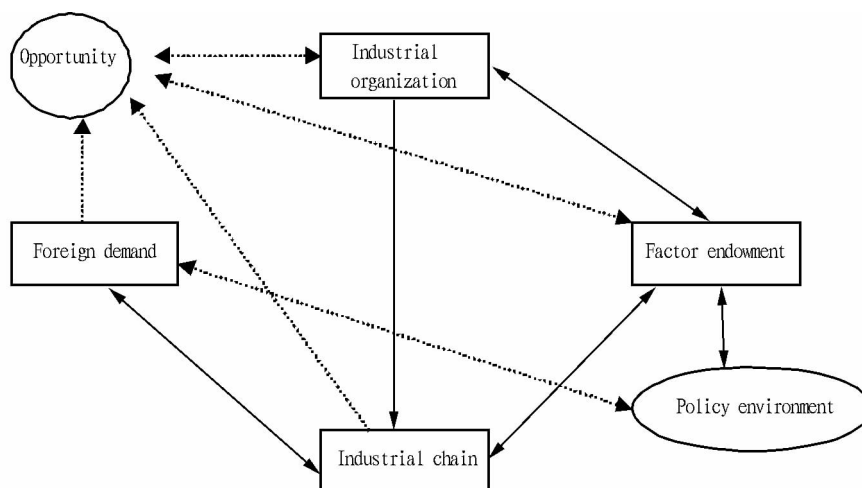 Opportunity
Industrial
organization
Foreign demand
Factor endowment
Policy environment
Industrial chain